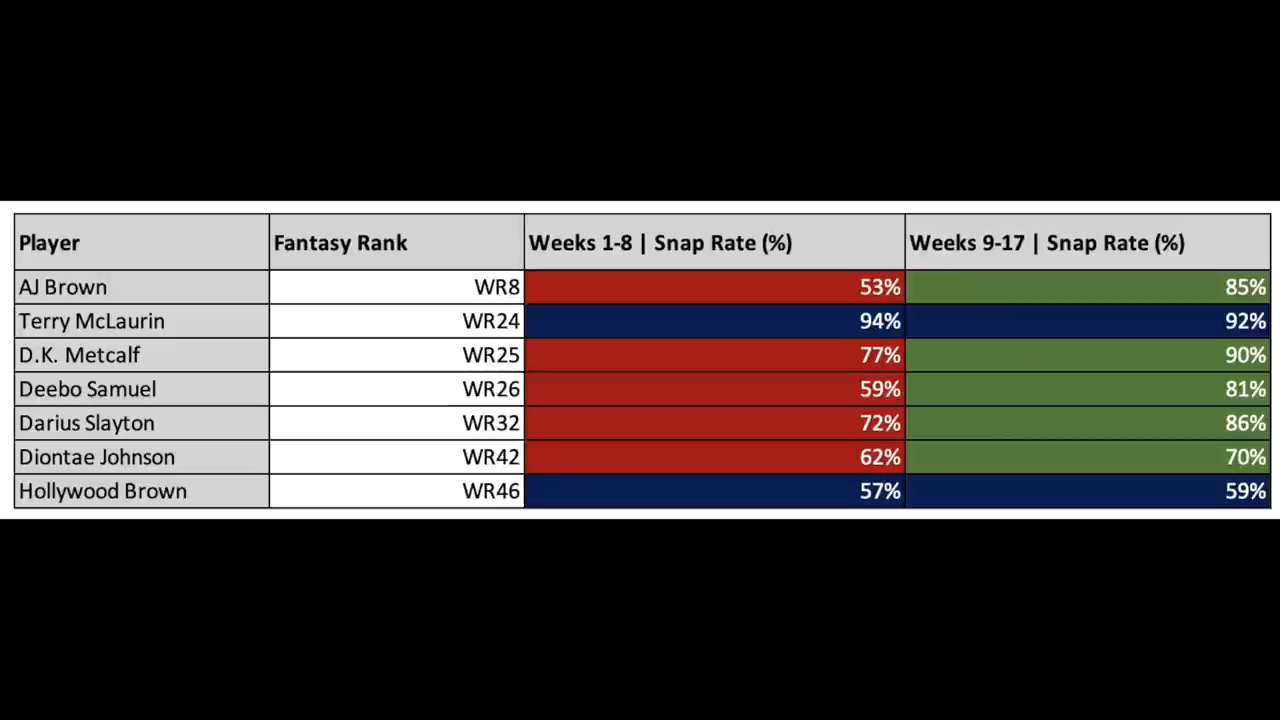 Player Fantasy Rank Weeks 1-8 | Snap Rate (%) Weeks 9-17 | Snap Rate (%)
AJ Brown WR8 53% 85%
Terry McLaurin WR24 94% 92%
D.K. Metcalf WR25 77% 90%
Deebo Samuel WR26 59% 81%
Darius Slayton WR32 72% 86%
Diontae Johnson WR42 62% 70%
Hollywood Brown WR46 57% 59%